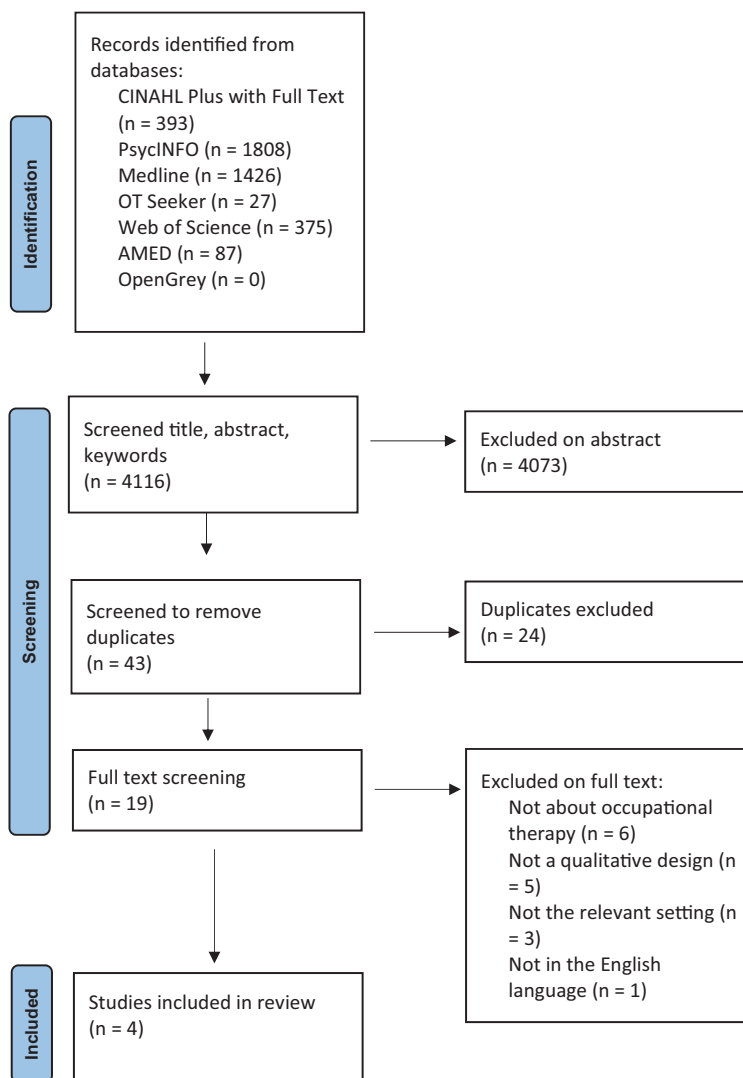 Identification
Records identified from
databases:
CINAHL Plus with Full Text
(n = 393)
PsycINFO (n = 1808)
Medline (n = 1426)
OT Seeker (n = 27)
Web of Science (n = 375)
AMED (n = 87)
OpenGrey (n = 0)
Screening
Screened title, abstract,
keywords
(n = 4116)
Excluded on abstract
(n = 4073)
Screened to remove
duplicates
(n = 43)
Duplicates excluded
(n = 24)
Full text screening
(n = 19)
Excluded on full text:
Not about occupational
therapy (n = 6)
Not a qualitative design (n
= 5)
Not the relevant setting (n
= 3)
Not in the English
language (n = 1)
Included
Studies included in review
(n = 4)